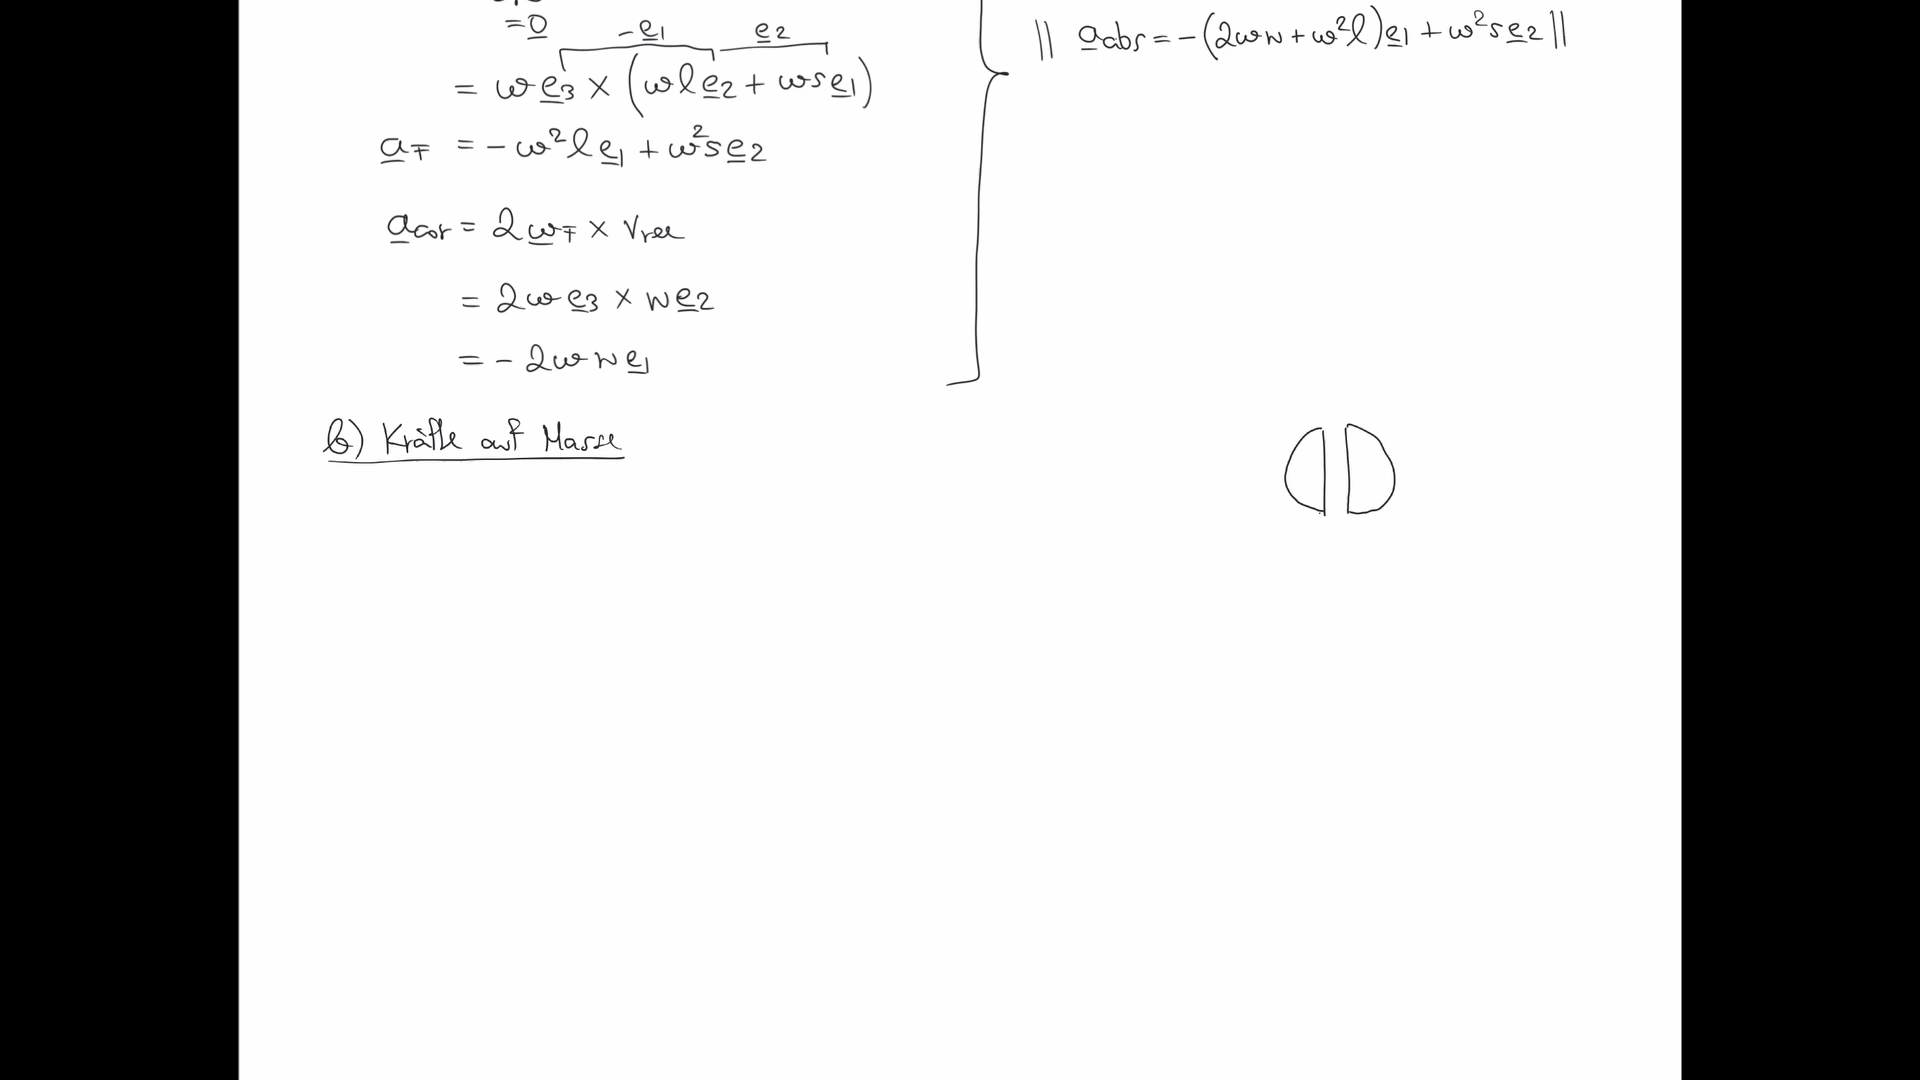 =0 -e1 e2
= ω e3 × (ωl e2 + ωs e1)
aF = -ω²l e1 + ω²s e2
acor = 2 ωF × vrel
= 2ω e3 × w e2
= -2ω w e1
|| aabs = -(2ωw + ω²l) e1 + ω²s e2 ||
b) Kräfte auf Masse